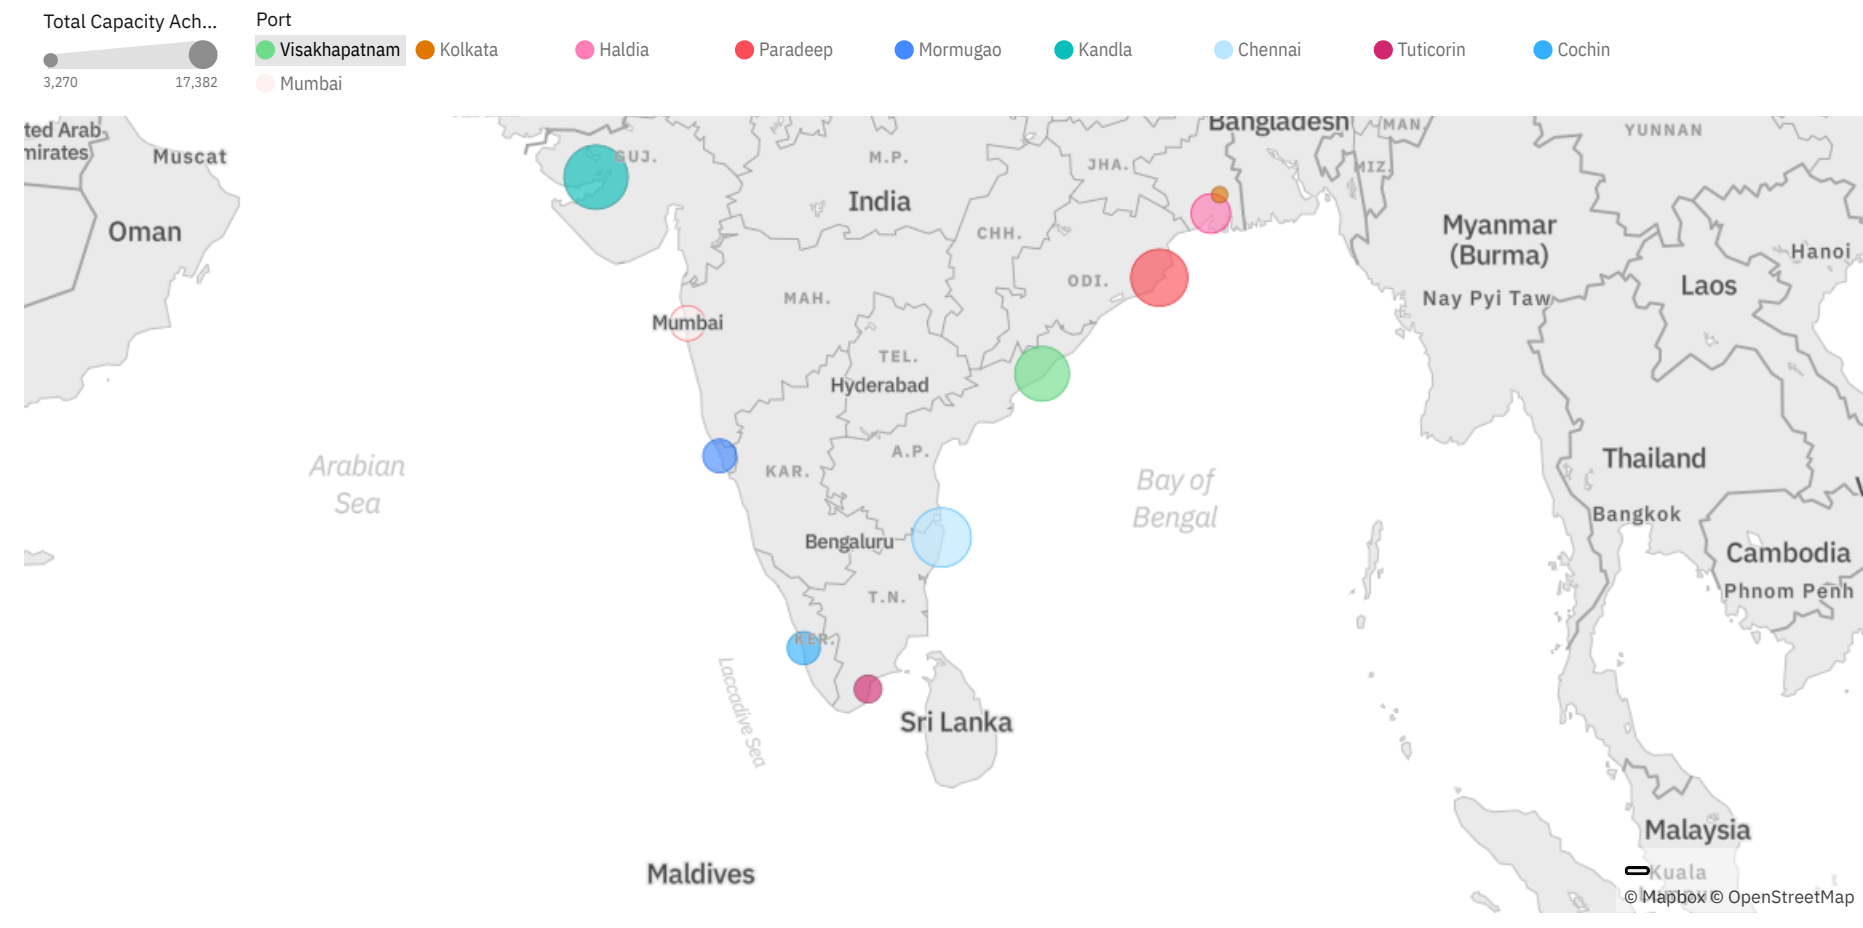 Total Capacity Ach...
3,270
17,382
Port
Visakhapatnam
Kolkata
Haldia
Paradeep
Mormugao
Kandla
Chennai
Tuticorin
Cochin
Mumbai
ted Arab
mirates
Muscat
Oman
GUJ.
M.P.
India
JHA.
Bangladesh
MAN.
MIZ.
YUNNAN
CHH.
Myanmar
(Burma)
Hanoi
Laos
ODI.
MAH.
Nay Pyi Taw
Mumbai
TEL.
Hyderabad
A.P.
KAR.
Arabian
Sea
Bay of
Bengal
Thailand
Bangkok
Bengaluru
Cambodia
Phnom Penh
T.N.
KER.
Laccadive Sea
Sri Lanka
Malaysia
Maldives
Kuala
Lumpur
© Mapbox © OpenStreetMap